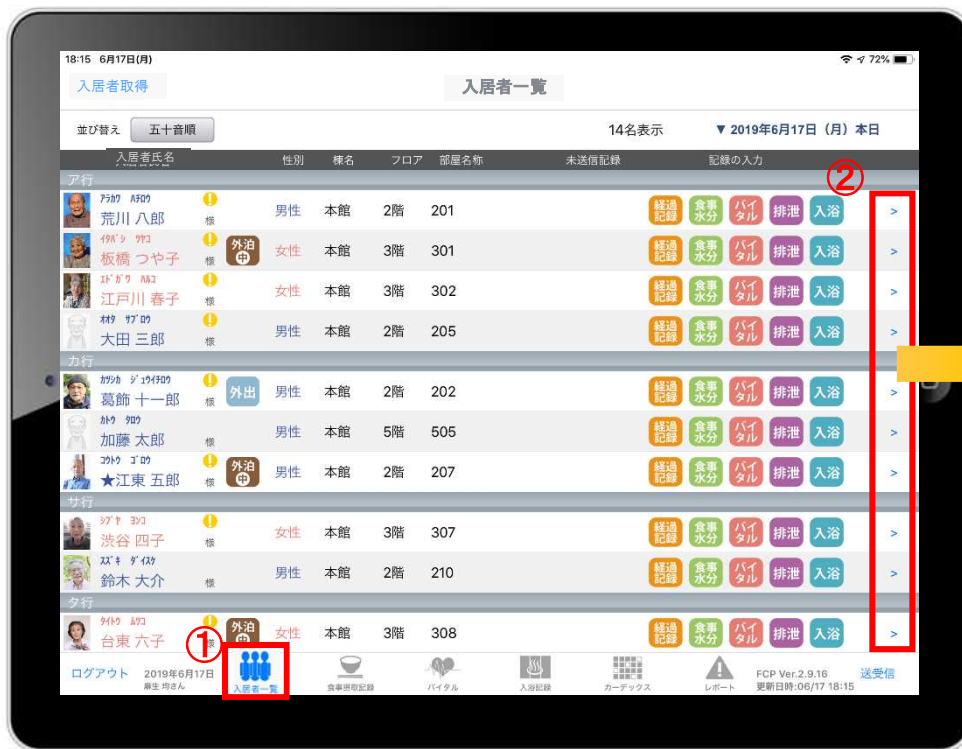 18:15 6月17日(月) 72%
入居者取得 入居者一覧
並び替え 五十音順 14名表示 ▼ 2019年6月17日（月）本日
入居者氏名 性別 棟名 フロア 部屋名称 未送信記録 記録の入力
②
ア行
ｱﾗｶﾜ ﾊﾁﾛｳ
荒川 八郎 様 男性 本館 2階 201 経過記録 食事水分 バイタル 排泄 入浴 >
ｲﾀﾊﾞｼ ﾂﾔｺ
板橋 つや子 様 外泊中 女性 本館 3階 301 経過記録 食事水分 バイタル 排泄 入浴 >
ｴﾄﾞｶﾞﾜ ﾊﾙｺ
江戸川 春子 様 女性 本館 3階 302 経過記録 食事水分 バイタル 排泄 入浴 >
ｵｵﾀ ｻﾌﾞﾛｳ
大田 三郎 様 男性 本館 2階 205 経過記録 食事水分 バイタル 排泄 入浴 >
カ行
ｶﾂｼｶ ｼﾞｭｳｲﾁﾛｳ
葛飾 十一郎 様 外出 男性 本館 2階 202 経過記録 食事水分 バイタル 排泄 入浴 >
ｶﾄｳ ﾀﾛｳ
加藤 太郎 様 男性 本館 5階 505 経過記録 食事水分 バイタル 排泄 入浴 >
ｺｳﾄｳ ｺﾞﾛｳ
★江東 五郎 様 外泊中 男性 本館 2階 207 経過記録 食事水分 バイタル 排泄 入浴 >
サ行
ｼﾌﾞﾔ ﾖﾝｺ
渋谷 四子 様 女性 本館 3階 307 経過記録 食事水分 バイタル 排泄 入浴 >
ｽｽﾞｷ ﾀﾞｲｽｹ
鈴木 大介 様 男性 本館 2階 210 経過記録 食事水分 バイタル 排泄 入浴 >
タ行
ﾀｲﾄｳ ﾑﾂｺ
台東 六子 様 外泊中 女性 本館 3階 308 経過記録 食事水分 バイタル 排泄 入浴 >
①
ログアウト 2019年6月17日 麻生 均さん 入居者一覧 食事摂取記録 バイタル 入浴記録 カーデックス レポート FCP Ver.2.9.16 更新日時:06/17 18:15 送受信